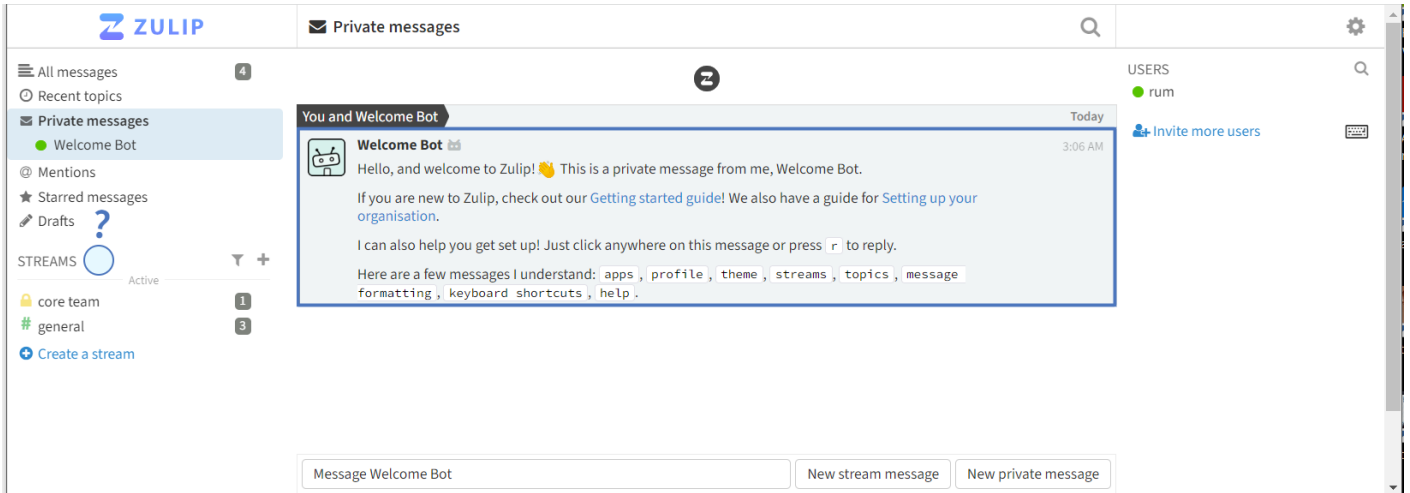 ZULIP
Private messages
All messages 4
Recent topics
Private messages
Welcome Bot
@ Mentions
Starred messages
Drafts
?
STREAMS
Active
core team 1
# general 3
Create a stream
You and Welcome Bot Today
Welcome Bot 3:06 AM
Hello, and welcome to Zulip! 👋 This is a private message from me, Welcome Bot.
If you are new to Zulip, check out our Getting started guide! We also have a guide for Setting up your
organisation.
I can also help you get set up! Just click anywhere on this message or press r to reply.
Here are a few messages I understand: apps, profile, theme, streams, topics, message
formatting, keyboard shortcuts, help.
Message Welcome Bot New stream message New private message
USERS
rum
Invite more users